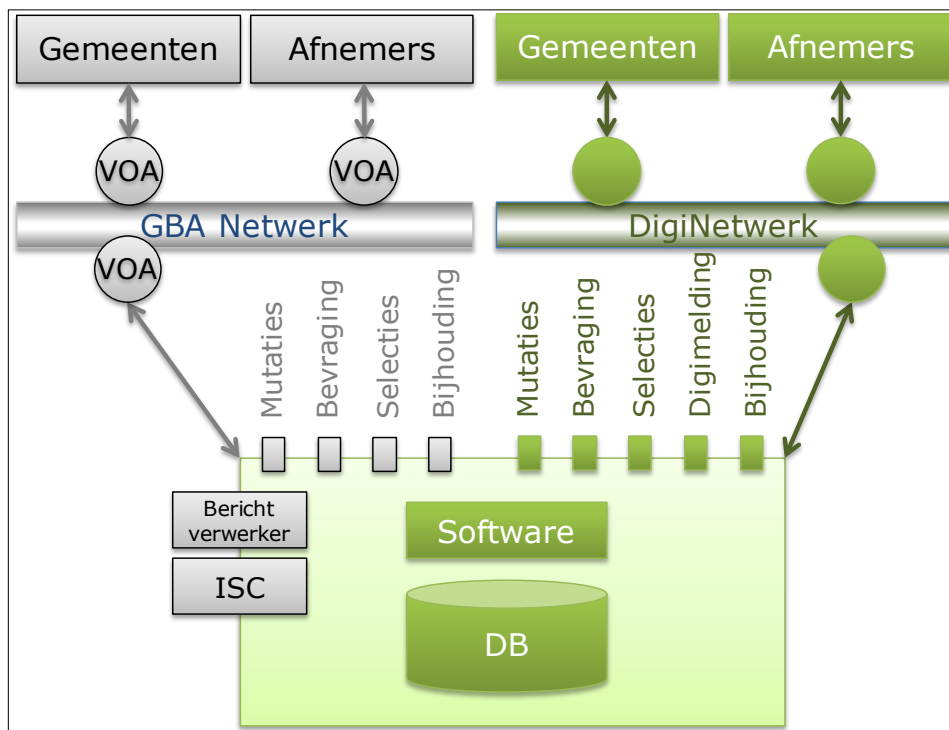 Gemeenten
Afnemers
Gemeenten
Afnemers
VOA
VOA
GBA Netwerk
DigiNetwerk
VOA
Mutaties
Bevraging
Selecties
Bijhouding
Mutaties
Bevraging
Selecties
Digimelding
Bijhouding
Bericht
verwerker
Software
ISC
DB